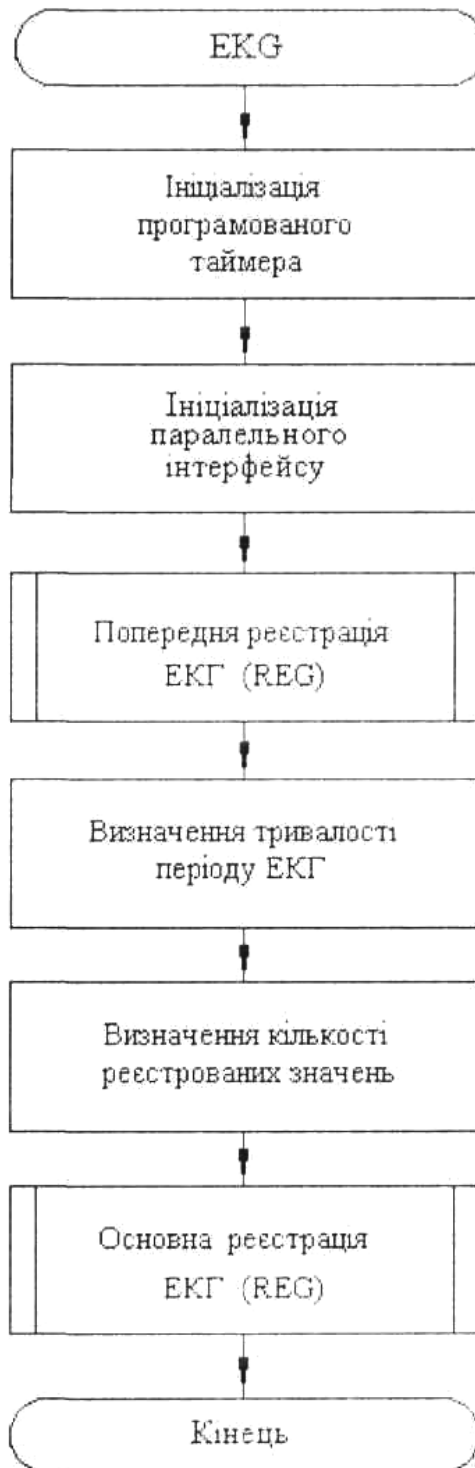 EKG
Ініціалізація
програмованого
таймера
Ініціалізація
паралельного
інтерфейсу
Попередня реєстрація
ЕКГ (REG)
Визначення тривалості
періоду ЕКГ
Визначення кількості
реєстрованих значень
Основна реєстрація
ЕКГ (REG)
Кінець